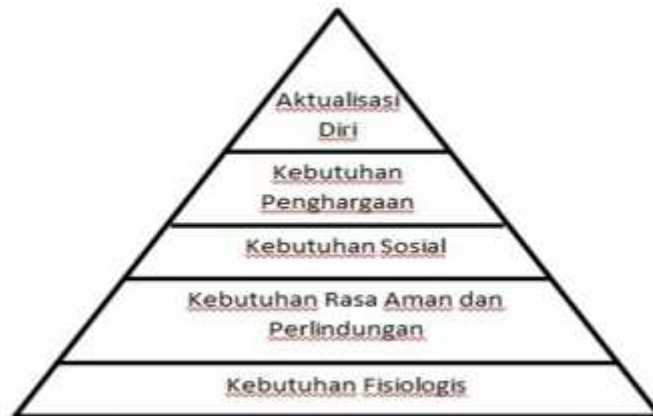 Aktualisasi
Diri
Kebutuhan
Penghargaan
Kebutuhan Sosial
Kebutuhan Rasa Aman dan
Perlindungan
Kebutuhan Fisiologis